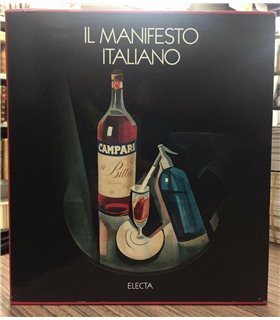 IL MANIFESTO
ITALIANO
CAMPARI
Bitter
ELECTA